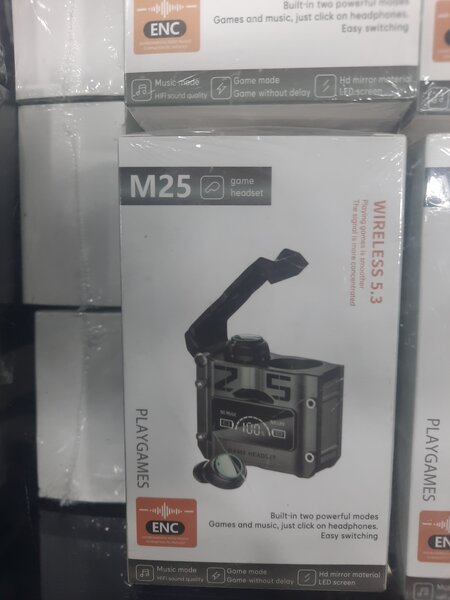 ENC
Built-in two powerful modes
Games and music, just click on headphones.
Easy switching
Music mode
HiFi sound quality
Game mode
Game without delay
Hd mirror material
LED screen
M25
game
headset
WIRELESS 5.3
Playing games is smoother
The signal is more concentrated
25
100
GAME HEADSET
PLAYGAMES
ENC
Built-in two powerful modes
Games and music, just click on headphones.
Easy switching
Music mode
HiFi sound quality
Game mode
Game without delay
Hd mirror material
LED screen
PLAYGAMES